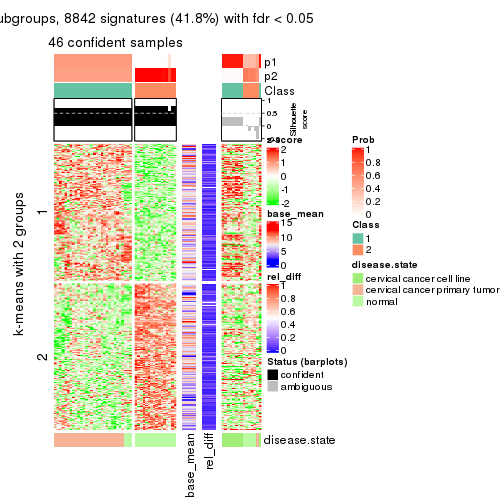 ubgroups, 8842 signatures (41.8%) with fdr < 0.05
46 confident samples
p1
p2
Class
1
0.5
0
0.5
Silhouette
score
k-means with 2 groups
1
2
z-score
2
1
0
-1
-2
base_mean
15
10
5
0
rel_diff
1
0.8
0.6
0.4
0.2
0
Status (barplots)
confident
ambiguous
Prob
1
0.8
0.6
0.4
0.2
0
Class
1
2
disease.state
cervical cancer cell line
cervical cancer primary tumor
normal
disease.state
base_mean
rel_diff